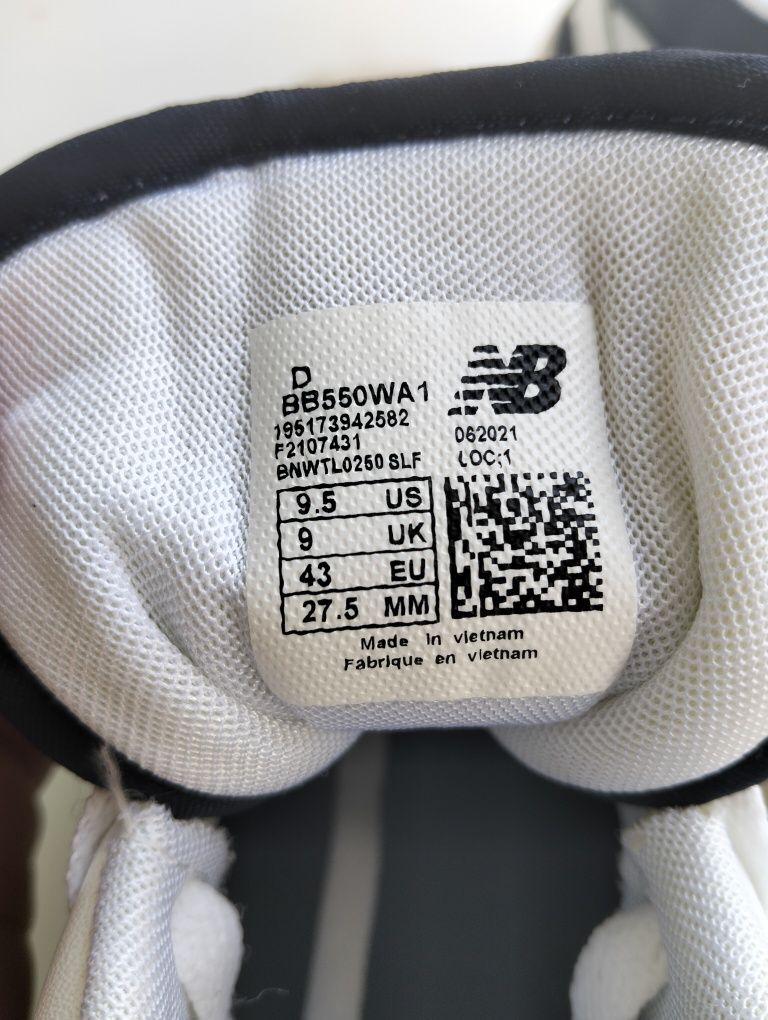 D
BB550WA1
NB
195173942582
F2107431
062021
BNWTL0250 SLF
LOC:1
9.5 US
9 UK
43 EU
27.5 MM
Made in vietnam
Fabrique en vietnam